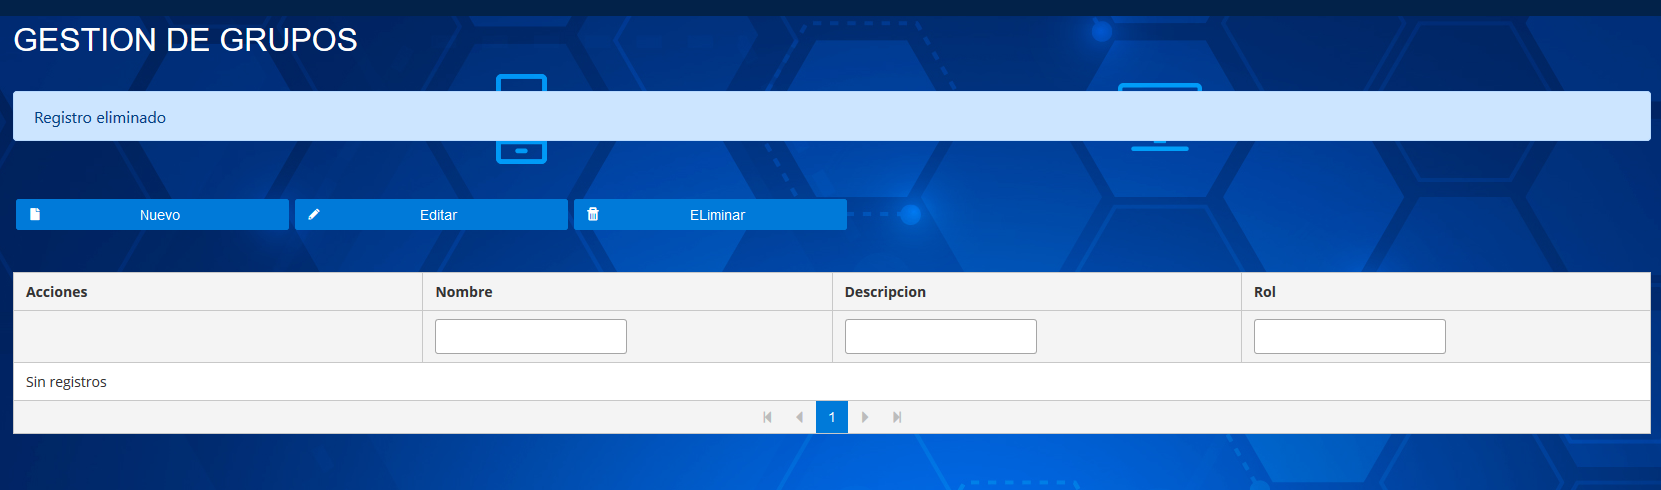 GESTION DE GRUPOS
Registro eliminado
Nuevo Editar ELiminar
Acciones Nombre Descripcion Rol
Sin registros
1